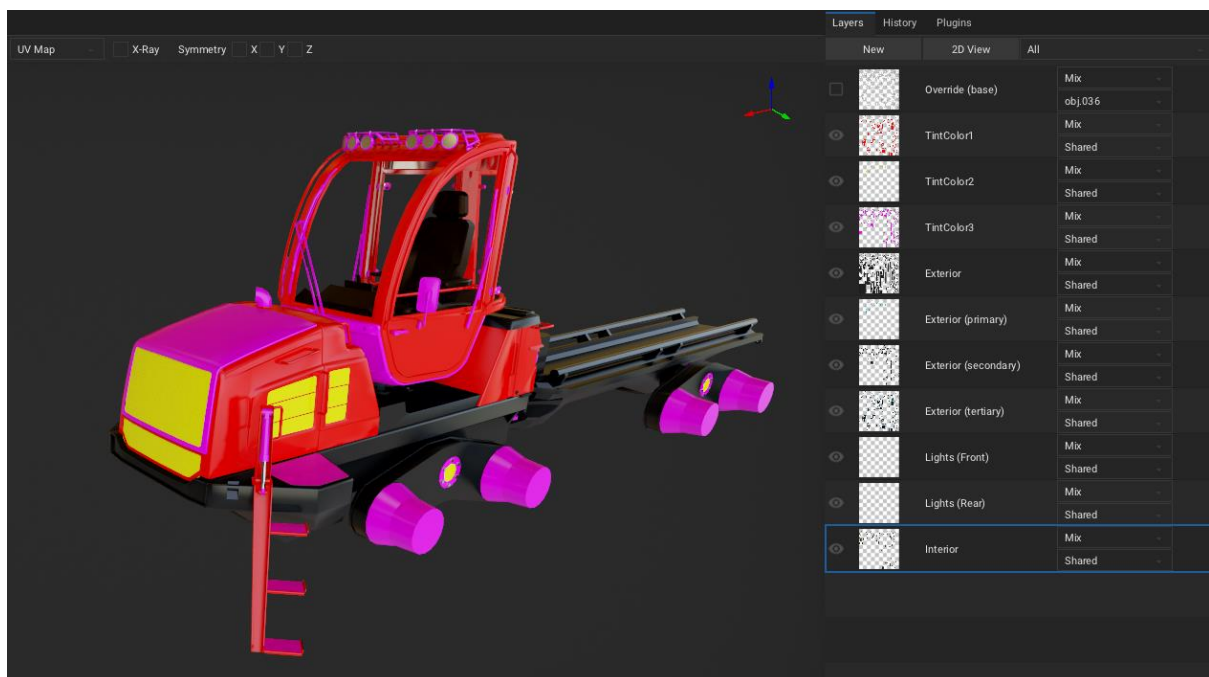 Layers History Plugins
UV Map X-Ray Symmetry X Y Z
New 2D View All
Override (base)
Mix
obj.036
TintColor1
Mix
Shared
TintColor2
Mix
Shared
TintColor3
Mix
Shared
Exterior
Mix
Shared
Exterior (primary)
Mix
Shared
Exterior (secondary)
Mix
Shared
Exterior (tertiary)
Mix
Shared
Lights (Front)
Mix
Shared
Lights (Rear)
Mix
Shared
Interior
Mix
Shared